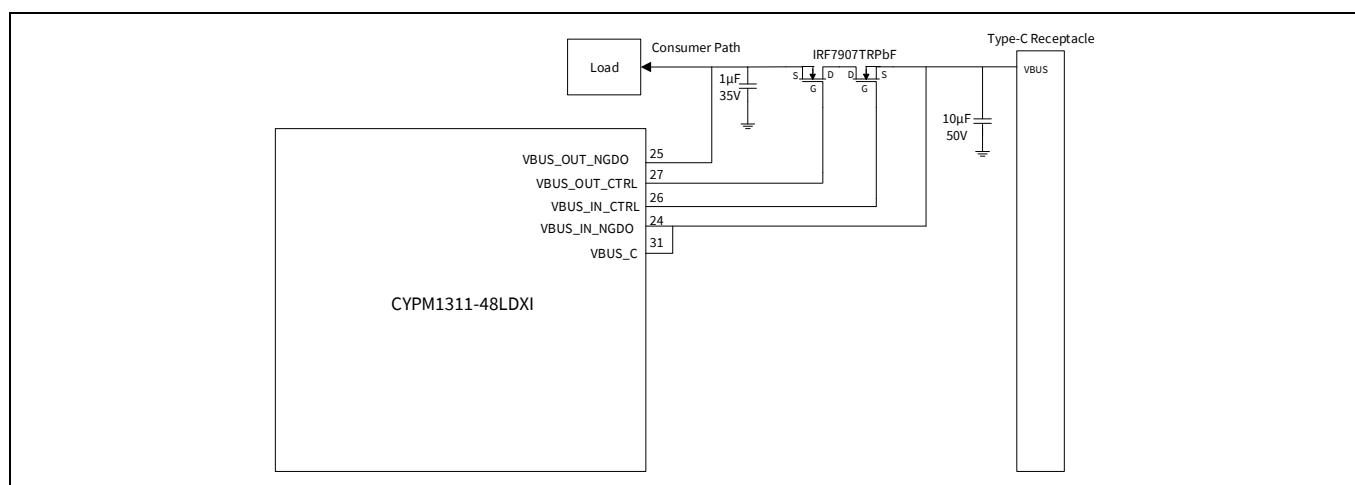 Type-C Receptacle
Consumer Path
IRF7907TRPbF
Load
VBUS
S
D
D
S
G
G
1µF
35V
10µF
50V
VBUS_OUT_NGDO
25
VBUS_OUT_CTRL
27
VBUS_IN_CTRL
26
VBUS_IN_NGDO
24
VBUS_C
31
CYPM1311-48LDXI